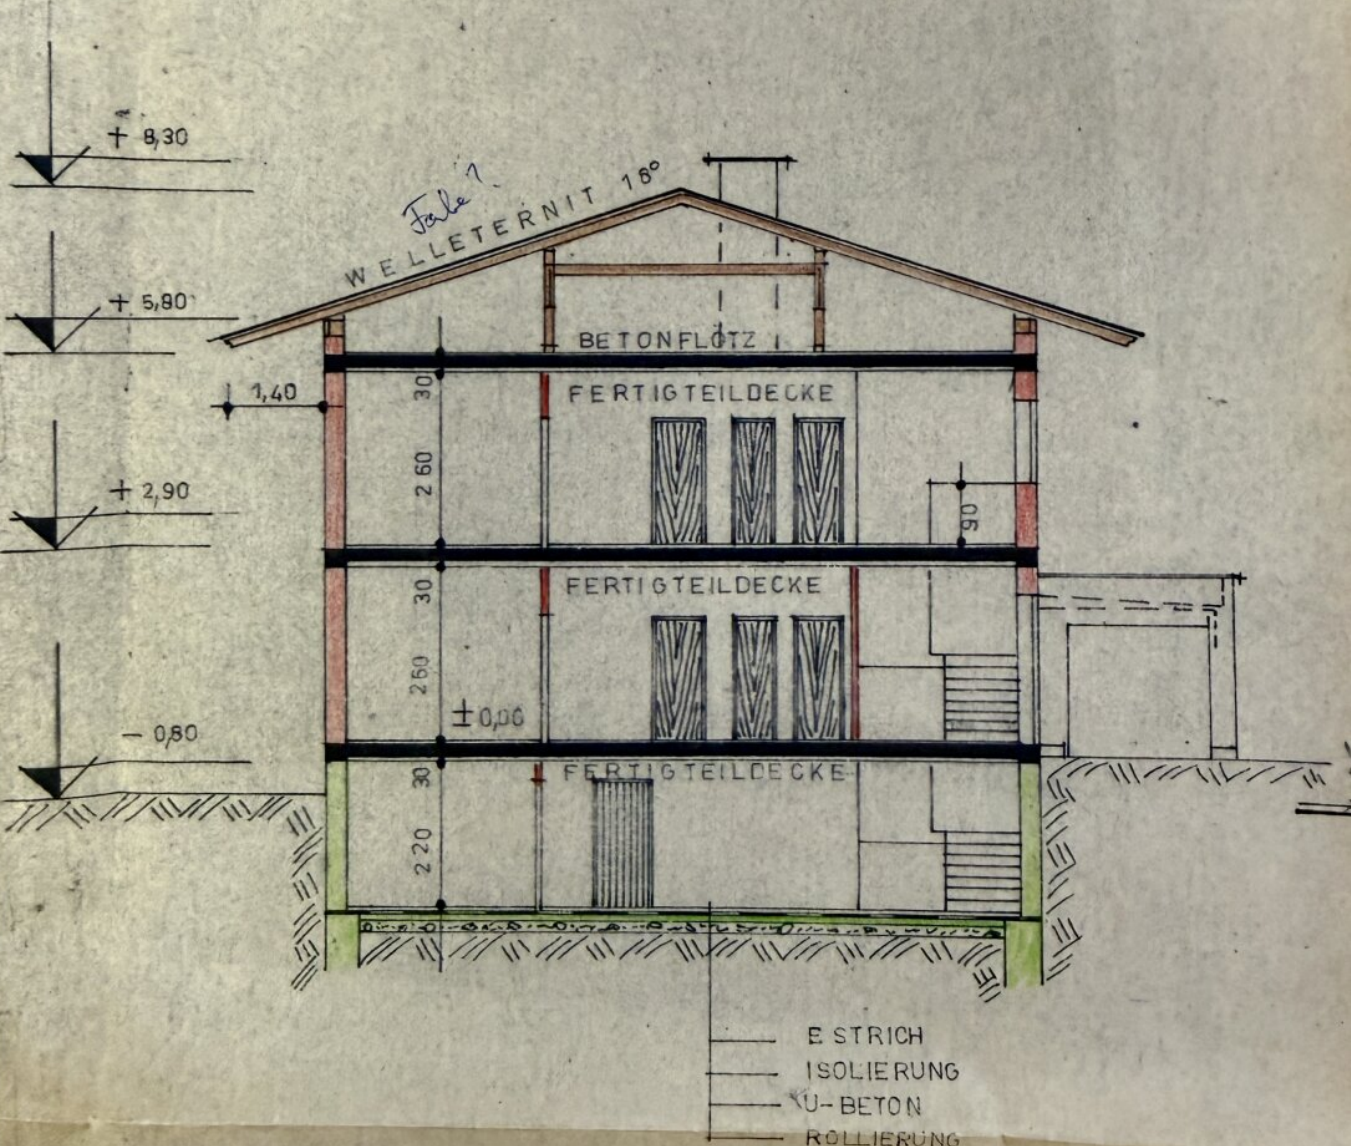 + 8,30
Farbe?
WELLETERNIT 18°
+ 5,80
BETONFLÖTZ
1,40
30
FERTIGTEILDECKE
260
+ 2,90
90
30
FERTIGTEILDECKE
260
± 0,00
- 0,80
30
FERTIGTEILDECKE
220
ESTRICH
ISOLIERUNG
U-BETON
ROLLIERUNG